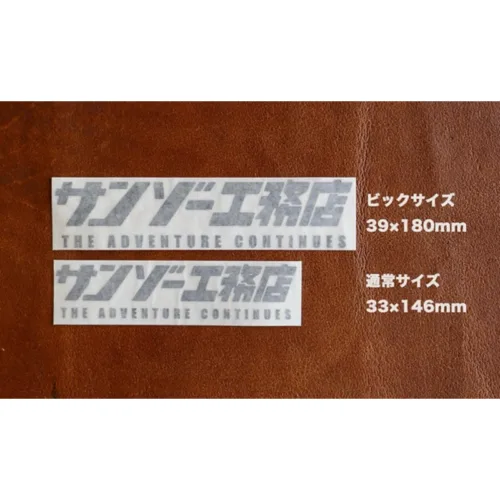 サンゾー工務店
THE ADVENTURE CONTINUES
ビックサイズ
39×180mm
サンゾー工務店
THE ADVENTURE CONTINUES
通常サイズ
33×146mm